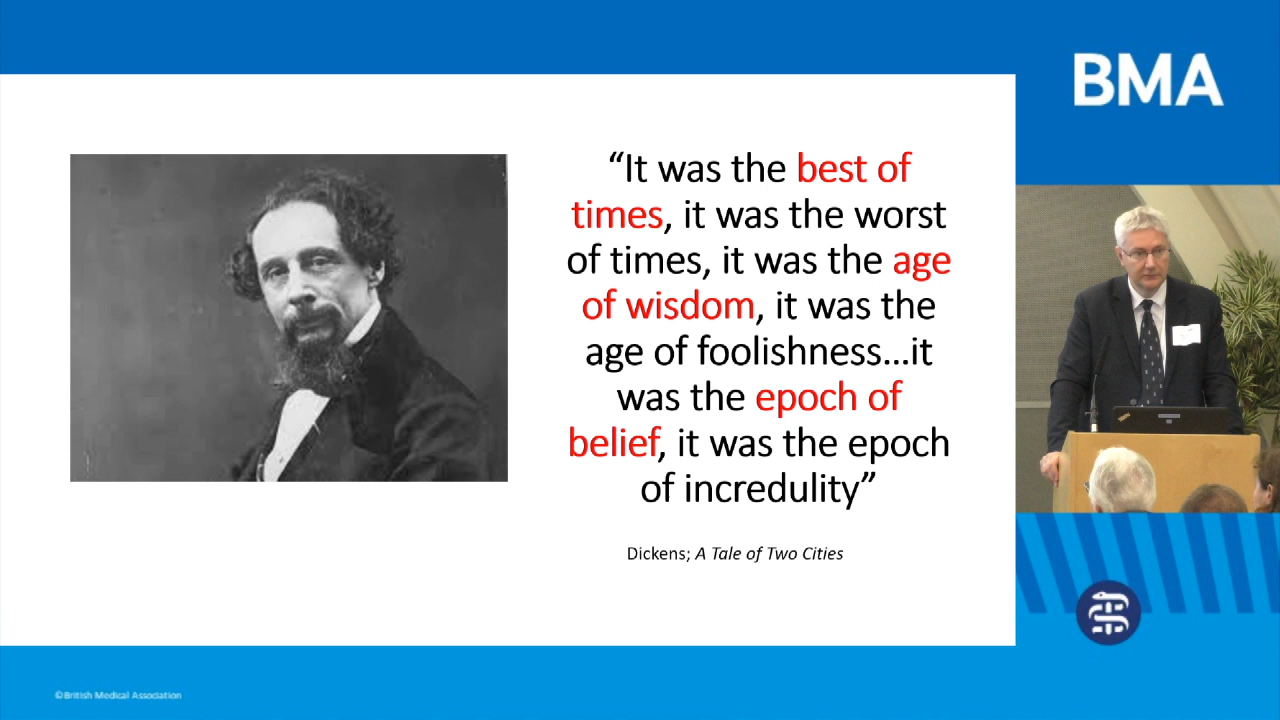 BMA
“It was the best of
times, it was the worst
of times, it was the age
of wisdom, it was the
age of foolishness...it
was the epoch of
belief, it was the epoch
of incredulity”
Dickens; A Tale of Two Cities
©British Medical Association